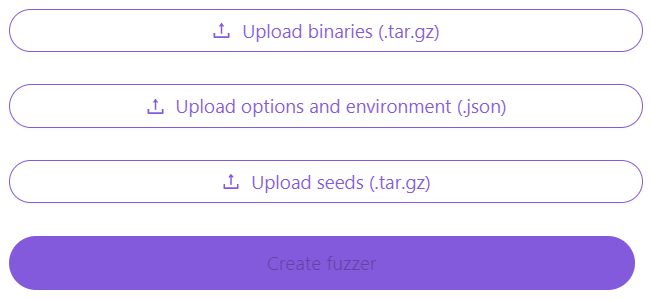 Upload binaries (.tar.gz)
Upload options and environment (.json)
Upload seeds (.tar.gz)
Create fuzzer